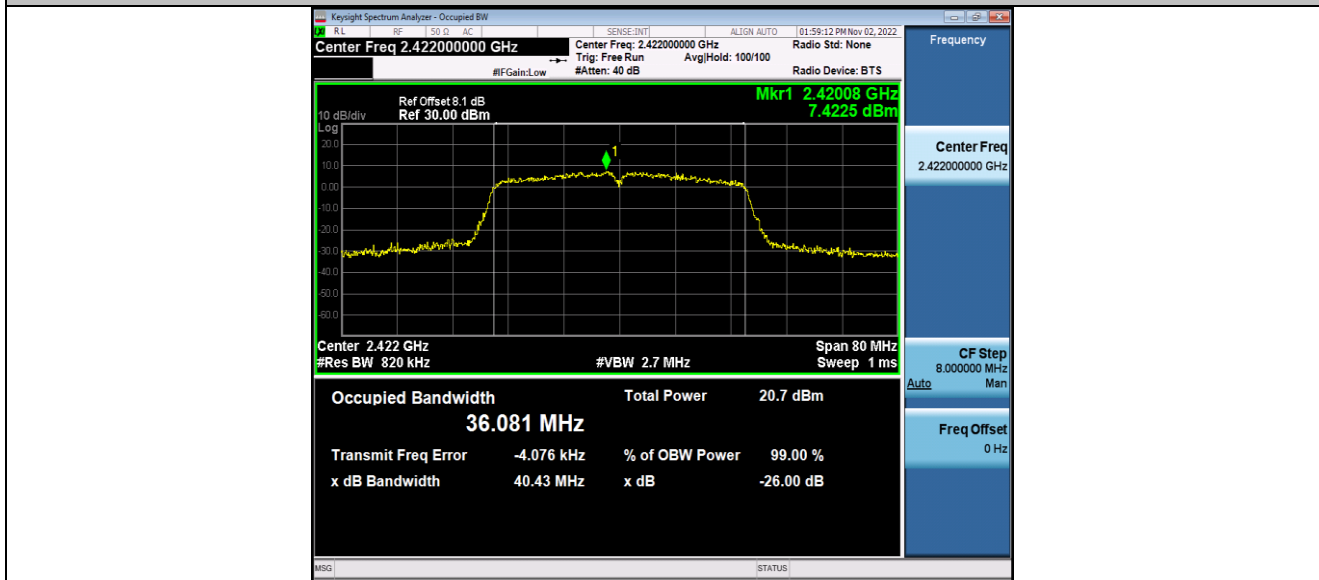 Keysight Spectrum Analyzer - Occupied BW
RL RF 50 Ω AC SENSE:INT ALIGN AUTO 01:59:12 PM Nov 02, 2022
Center Freq 2.422000000 GHz
Center Freq: 2.422000000 GHz
Radio Std: None
Trig: Free Run Avg|Hold: 100/100
#IFGain:Low
#Atten: 40 dB
Radio Device: BTS
Mkr1 2.42008 GHz
7.4225 dBm
Ref Offset 8.1 dB
10 dB/div Ref 30.00 dBm
Log
20.0
10.0
0.00
-10.0
-20.0
-30.0
-40.0
-50.0
-60.0
1
Center 2.422 GHz Span 80 MHz
#Res BW 820 kHz #VBW 2.7 MHz Sweep 1 ms
Occupied Bandwidth Total Power 20.7 dBm
36.081 MHz
Transmit Freq Error -4.076 kHz % of OBW Power 99.00 %
x dB Bandwidth 40.43 MHz x dB -26.00 dB
MSG STATUS
Frequency
Center Freq
2.422000000 GHz
CF Step
8.000000 MHz
Auto Man
Freq Offset
0 Hz